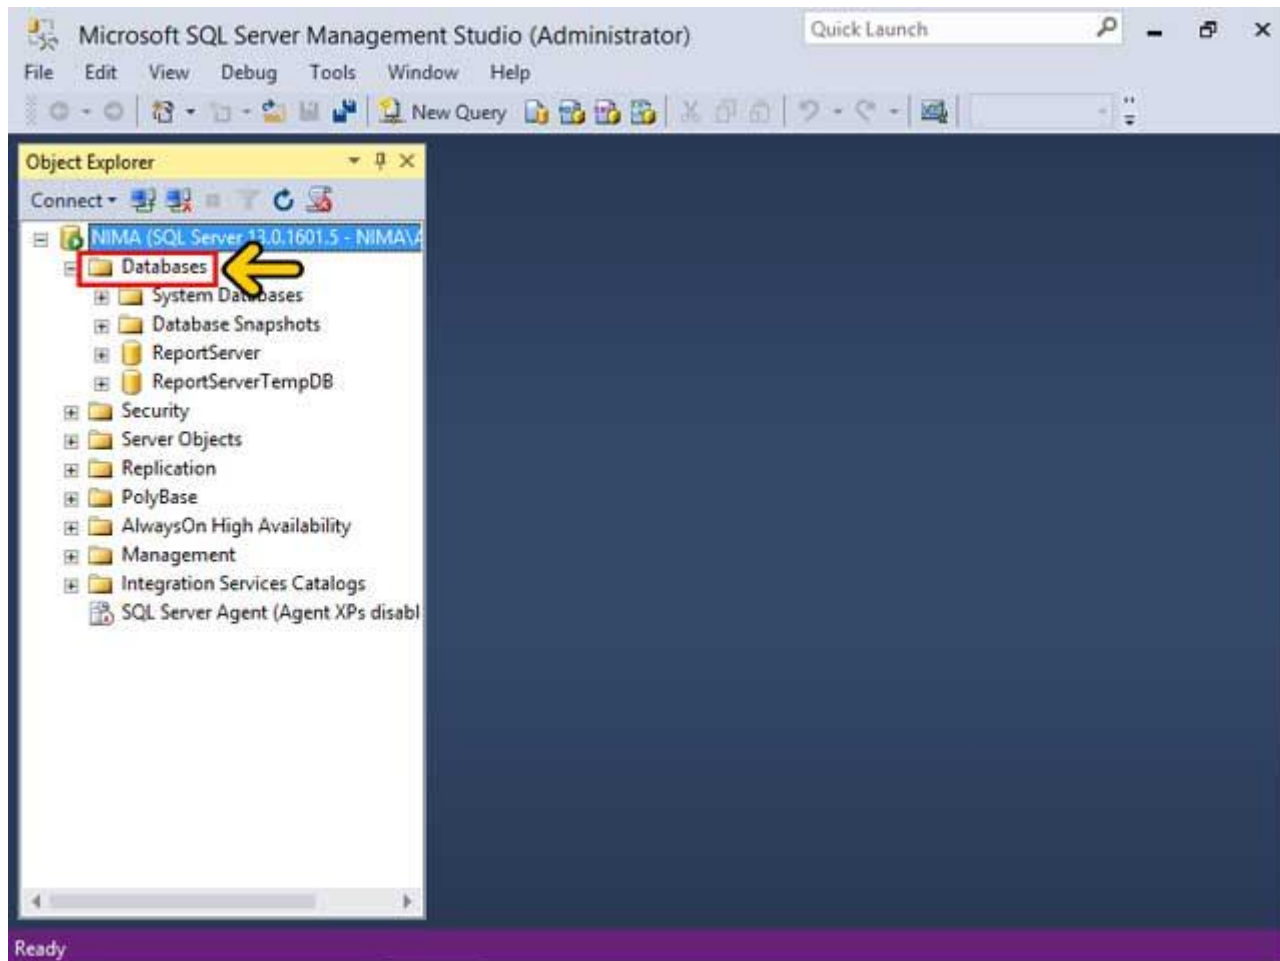 Microsoft SQL Server Management Studio (Administrator)
Quick Launch
File Edit View Debug Tools Window Help
New Query
Object Explorer
Connect
NIMA (SQL Server 13.0.1601.5 - NIMA\A
Databases
System Databases
Database Snapshots
ReportServer
ReportServerTempDB
Security
Server Objects
Replication
PolyBase
AlwaysOn High Availability
Management
Integration Services Catalogs
SQL Server Agent (Agent XPs disabl
Ready